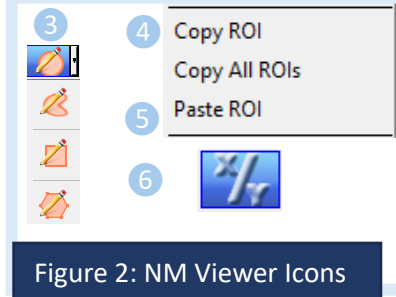 3
4 Copy ROI
Copy All ROIs
5 Paste ROI
6 X/Y
Figure 2: NM Viewer Icons